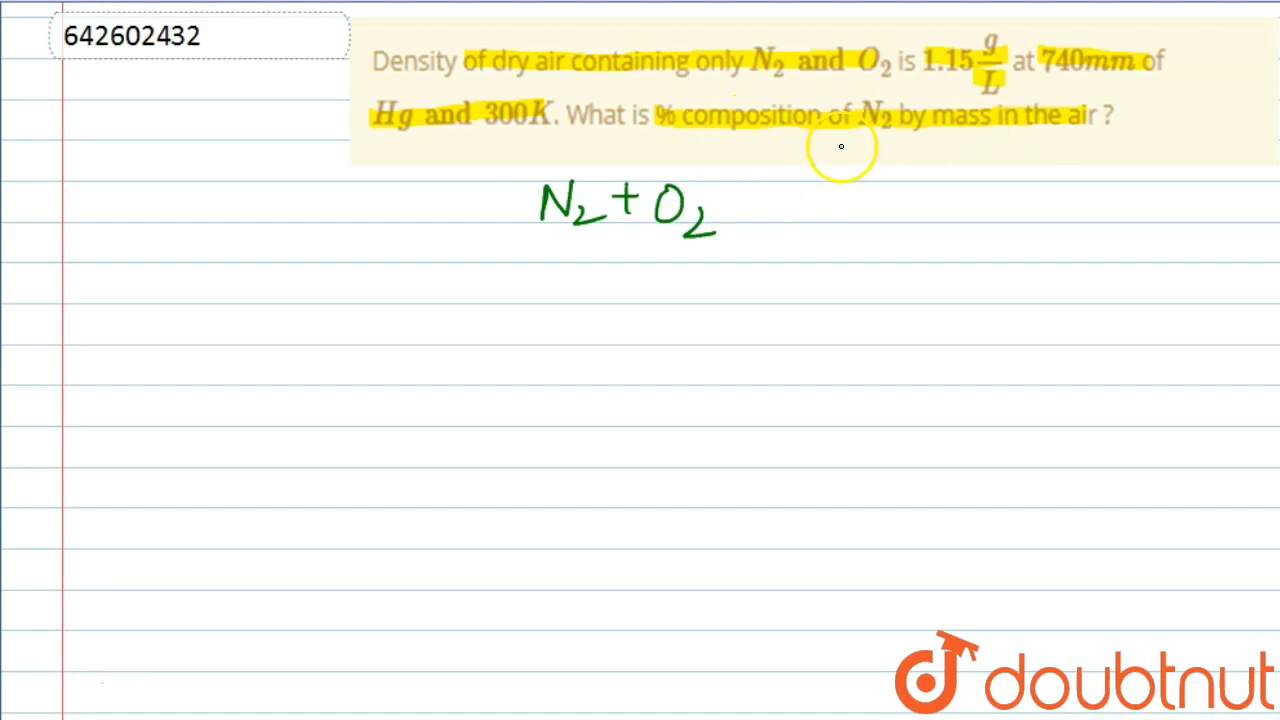 642602432
Density of dry air containing only N₂ and O₂ is 1.15 g/L at 740mm of
Hg and 300K. What is % composition of N₂ by mass in the air ?
N₂ + O₂
doubtnut